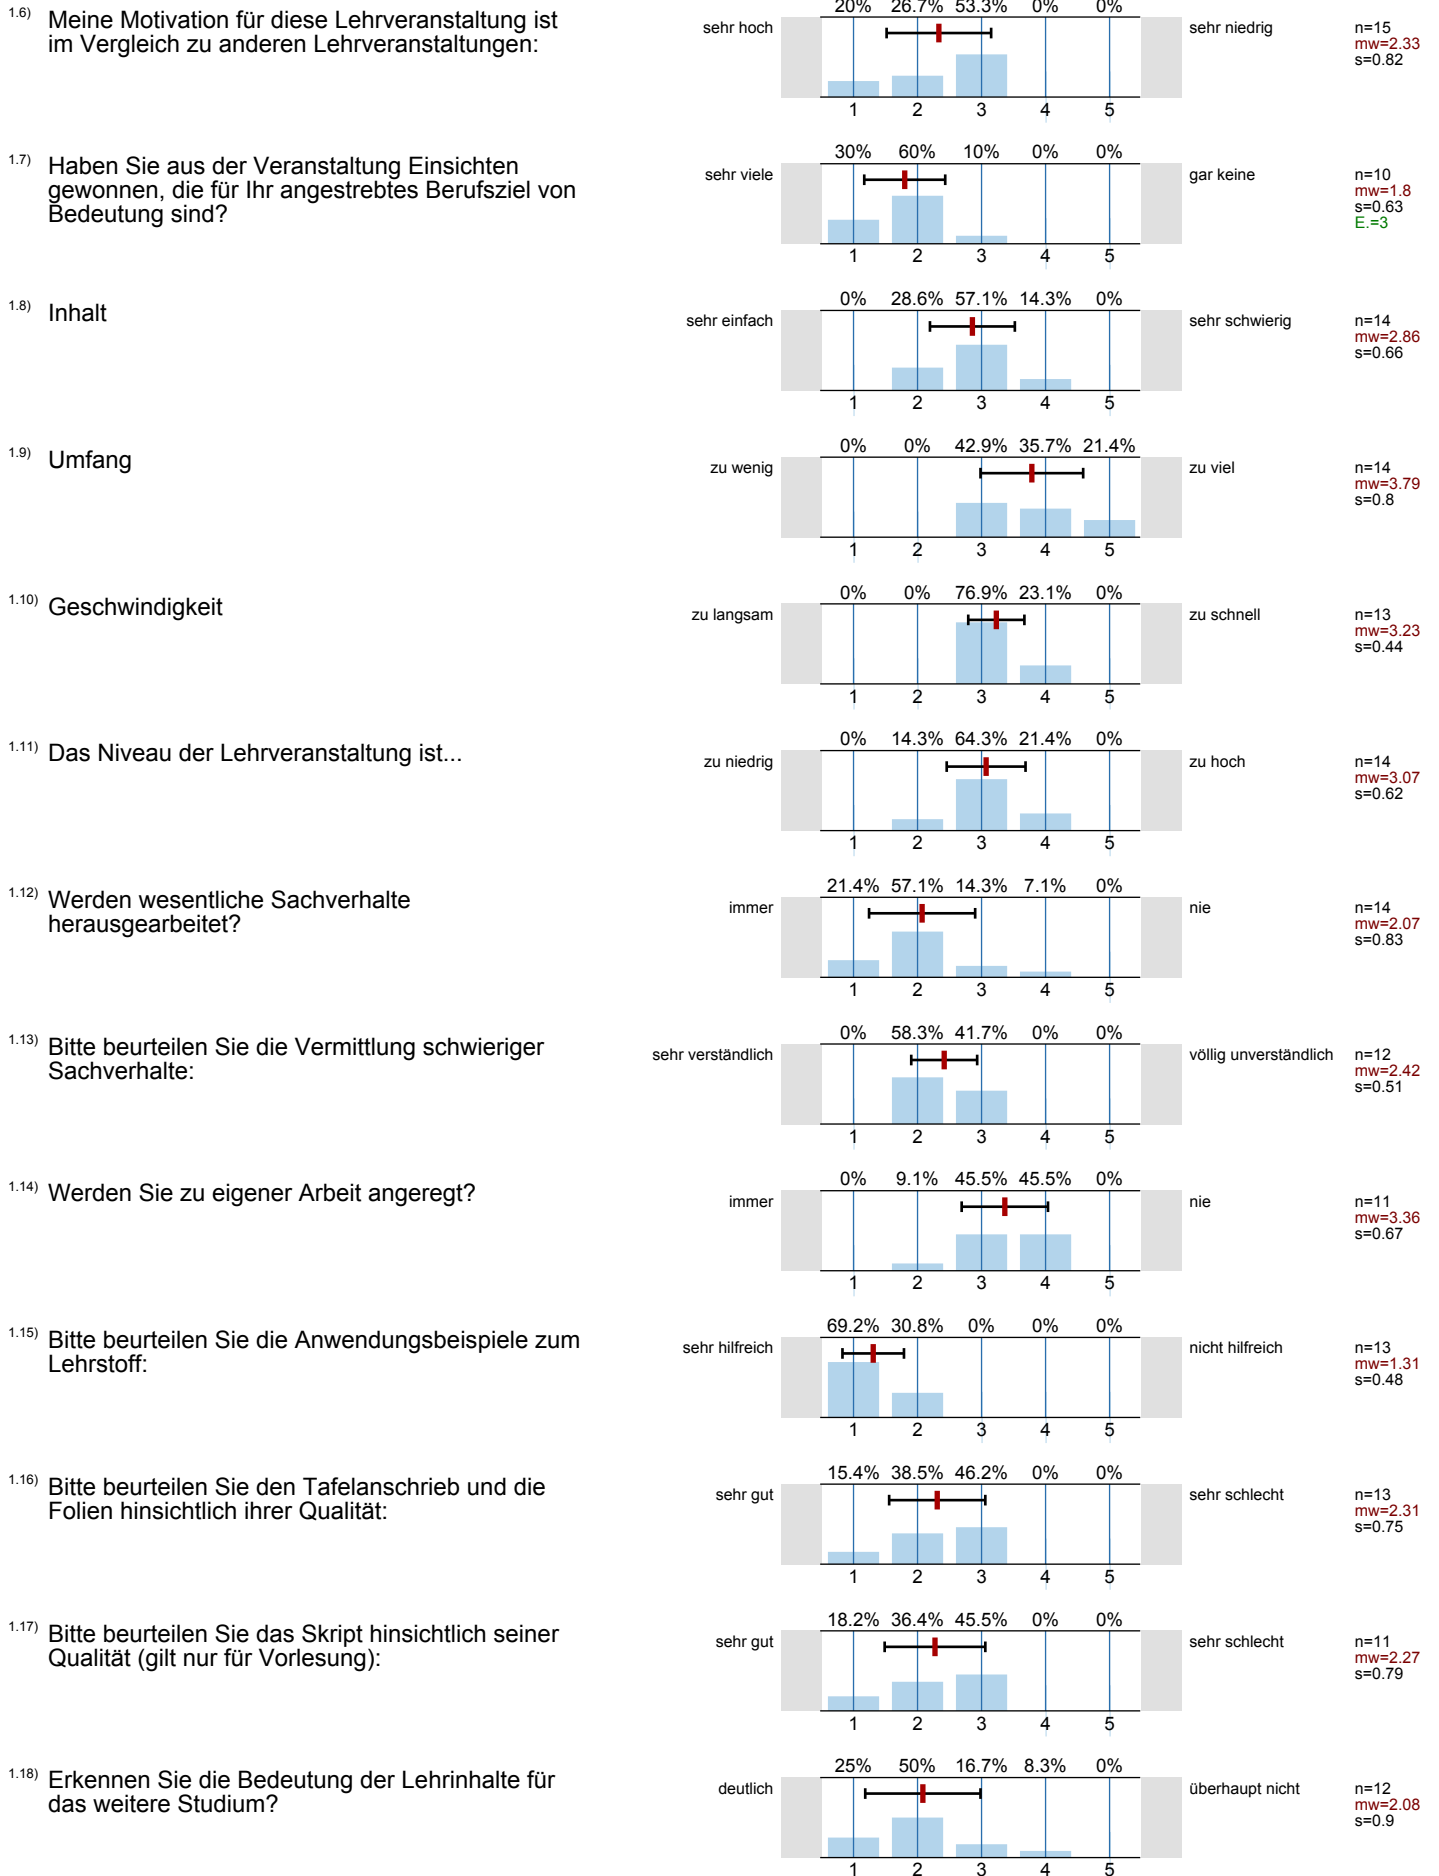 1.6) Meine Motivation für diese Lehrveranstaltung ist
im Vergleich zu anderen Lehrveranstaltungen:
20% 26.7% 53.3% 0% 0%
sehr hoch
sehr niedrig
n=15
mw=2.33
s=0.82
1 2 3 4 5
1.7) Haben Sie aus der Veranstaltung Einsichten
gewonnen, die für Ihr angestrebtes Berufsziel von
Bedeutung sind?
30% 60% 10% 0% 0%
sehr viele
gar keine
n=10
mw=1.8
s=0.63
E.=3
1 2 3 4 5
1.8) Inhalt
0% 28.6% 57.1% 14.3% 0%
sehr einfach
sehr schwierig
n=14
mw=2.86
s=0.66
1 2 3 4 5
1.9) Umfang
0% 0% 42.9% 35.7% 21.4%
zu wenig
zu viel
n=14
mw=3.79
s=0.8
1 2 3 4 5
1.10) Geschwindigkeit
0% 0% 76.9% 23.1% 0%
zu langsam
zu schnell
n=13
mw=3.23
s=0.44
1 2 3 4 5
1.11) Das Niveau der Lehrveranstaltung ist...
0% 14.3% 64.3% 21.4% 0%
zu niedrig
zu hoch
n=14
mw=3.07
s=0.62
1 2 3 4 5
1.12) Werden wesentliche Sachverhalte
herausgearbeitet?
21.4% 57.1% 14.3% 7.1% 0%
immer
nie
n=14
mw=2.07
s=0.83
1 2 3 4 5
1.13) Bitte beurteilen Sie die Vermittlung schwieriger
Sachverhalte:
0% 58.3% 41.7% 0% 0%
sehr verständlich
völlig unverständlich
n=12
mw=2.42
s=0.51
1 2 3 4 5
1.14) Werden Sie zu eigener Arbeit angeregt?
0% 9.1% 45.5% 45.5% 0%
immer
nie
n=11
mw=3.36
s=0.67
1 2 3 4 5
1.15) Bitte beurteilen Sie die Anwendungsbeispiele zum
Lehrstoff:
69.2% 30.8% 0% 0% 0%
sehr hilfreich
nicht hilfreich
n=13
mw=1.31
s=0.48
1 2 3 4 5
1.16) Bitte beurteilen Sie den Tafelanschrieb und die
Folien hinsichtlich ihrer Qualität:
15.4% 38.5% 46.2% 0% 0%
sehr gut
sehr schlecht
n=13
mw=2.31
s=0.75
1 2 3 4 5
1.17) Bitte beurteilen Sie das Skript hinsichtlich seiner
Qualität (gilt nur für Vorlesung):
18.2% 36.4% 45.5% 0% 0%
sehr gut
sehr schlecht
n=11
mw=2.27
s=0.79
1 2 3 4 5
1.18) Erkennen Sie die Bedeutung der Lehrinhalte für
das weitere Studium?
25% 50% 16.7% 8.3% 0%
deutlich
überhaupt nicht
n=12
mw=2.08
s=0.9
1 2 3 4 5